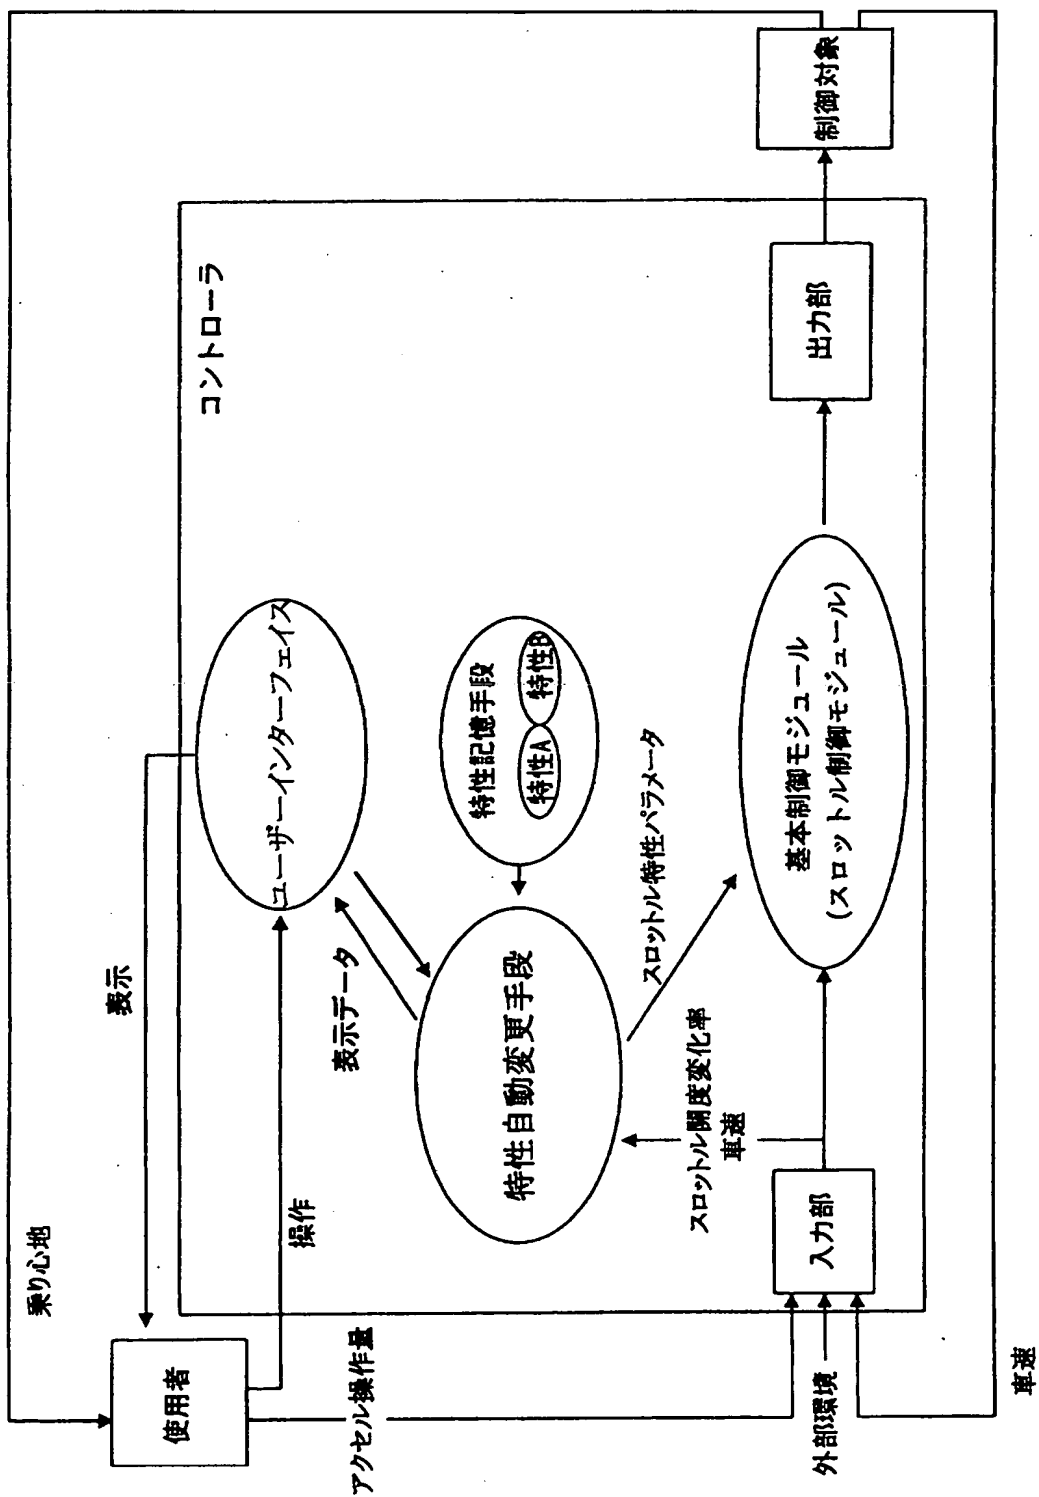 乗り心地
使用者
表示
操作
アクセル操作量
コントローラ
ユーザーインターフェイス
表示データ
特性記憶手段
特性A
特性B
特性自動変更手段
スロットル特性パラメータ
スロットル開度変化率
車速
外部環境
入力部
基本制御モジュール
(スロットル制御モジュール)
出力部
制御対象
車速